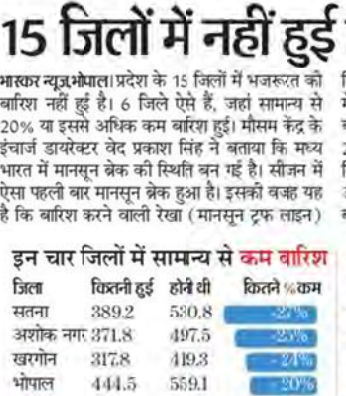 15 जिलों में नहीं हुई
भास्कर न्यूज,भोपाल। प्रदेश के 15 जिलों में भजरूरत को
बारिश नहीं हुई है। 6 जिले ऐसे हैं, जहां सामान्य से
20% या इससे अधिक कम बारिश हुई। मौसम केंद्र के
इंचार्ज डायरेक्टर वेद प्रकाश सिंह ने बताया कि मध्य
भारत में मानसून ब्रेक की स्थिति बन गई है। सीजन में
ऐसा पहली बार मानसून ब्रेक हुआ है। इसकी वजह यह
है कि बारिश करने वाली रेखा (मानसून ट्रफ लाइन)
इन चार जिलों में सामान्य से कम बारिश
जिला कितनी हुई होनी थी कितने %कम
सतना 389.2 530.8 -27%
अशोक नगर 371.8 497.5 -25%
खरगोन 317.8 419.3 -24%
भोपाल 444.5 559.1 -20%